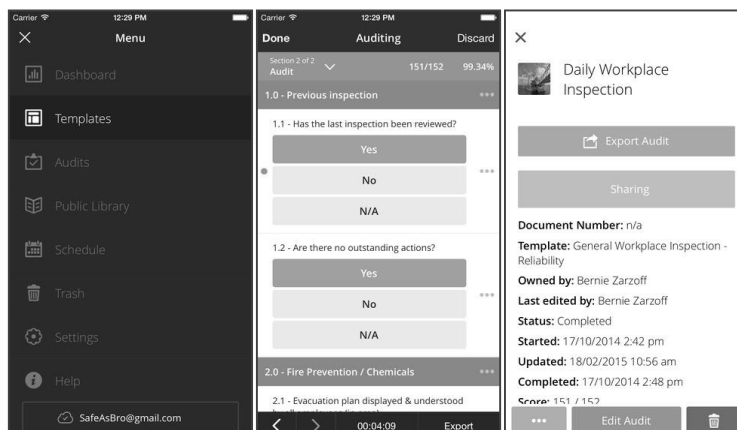 Carrier 12:29 PM
Menu
Dashboard
Templates
Audits
Public Library
Schedule
Trash
Settings
Help
SafeAsBro@gmail.com
Carrier 12:29 PM
Done Auditing Discard
Section 2 of 2
Audit 151/152 99.34%
1.0 - Previous inspection
1.1 - Has the last inspection been reviewed?
Yes
No
N/A
1.2 - Are there no outstanding actions?
Yes
No
N/A
2.0 - Fire Prevention / Chemicals
2.1 - Evacuation plan displayed & understood
00:04:09 Export
Daily Workplace
Inspection
Export Audit
Sharing
Document Number: n/a
Template: General Workplace Inspection -
Reliability
Owned by: Bernie Zarzoff
Last edited by: Bernie Zarzoff
Status: Completed
Started: 17/10/2014 2:42 pm
Updated: 18/02/2015 10:56 am
Completed: 17/10/2014 2:48 pm
Score: 151 / 152
Edit Audit